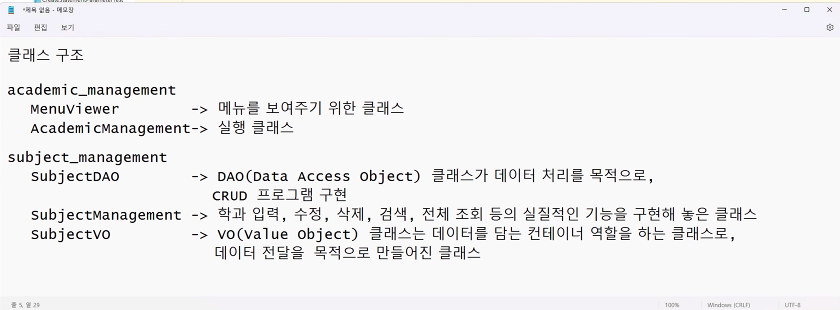 *제목 없음 - 메모장
파일 편집 보기
클래스 구조
academic_management
MenuViewer -> 메뉴를 보여주기 위한 클래스
AcademicManagement-> 실행 클래스
subject_management
SubjectDAO -> DAO(Data Access Object) 클래스가 데이터 처리를 목적으로,
CRUD 프로그램 구현
SubjectManagement -> 학과 입력, 수정, 삭제, 검색, 전체 조회 등의 실질적인 기능을 구현해 놓은 클래스
SubjectVO -> VO(Value Object) 클래스는 데이터를 담는 컨테이너 역할을 하는 클래스로,
데이터 전달을 목적으로 만들어진 클래스
줄 5, 열 29 100% Windows (CRLF) UTF-8